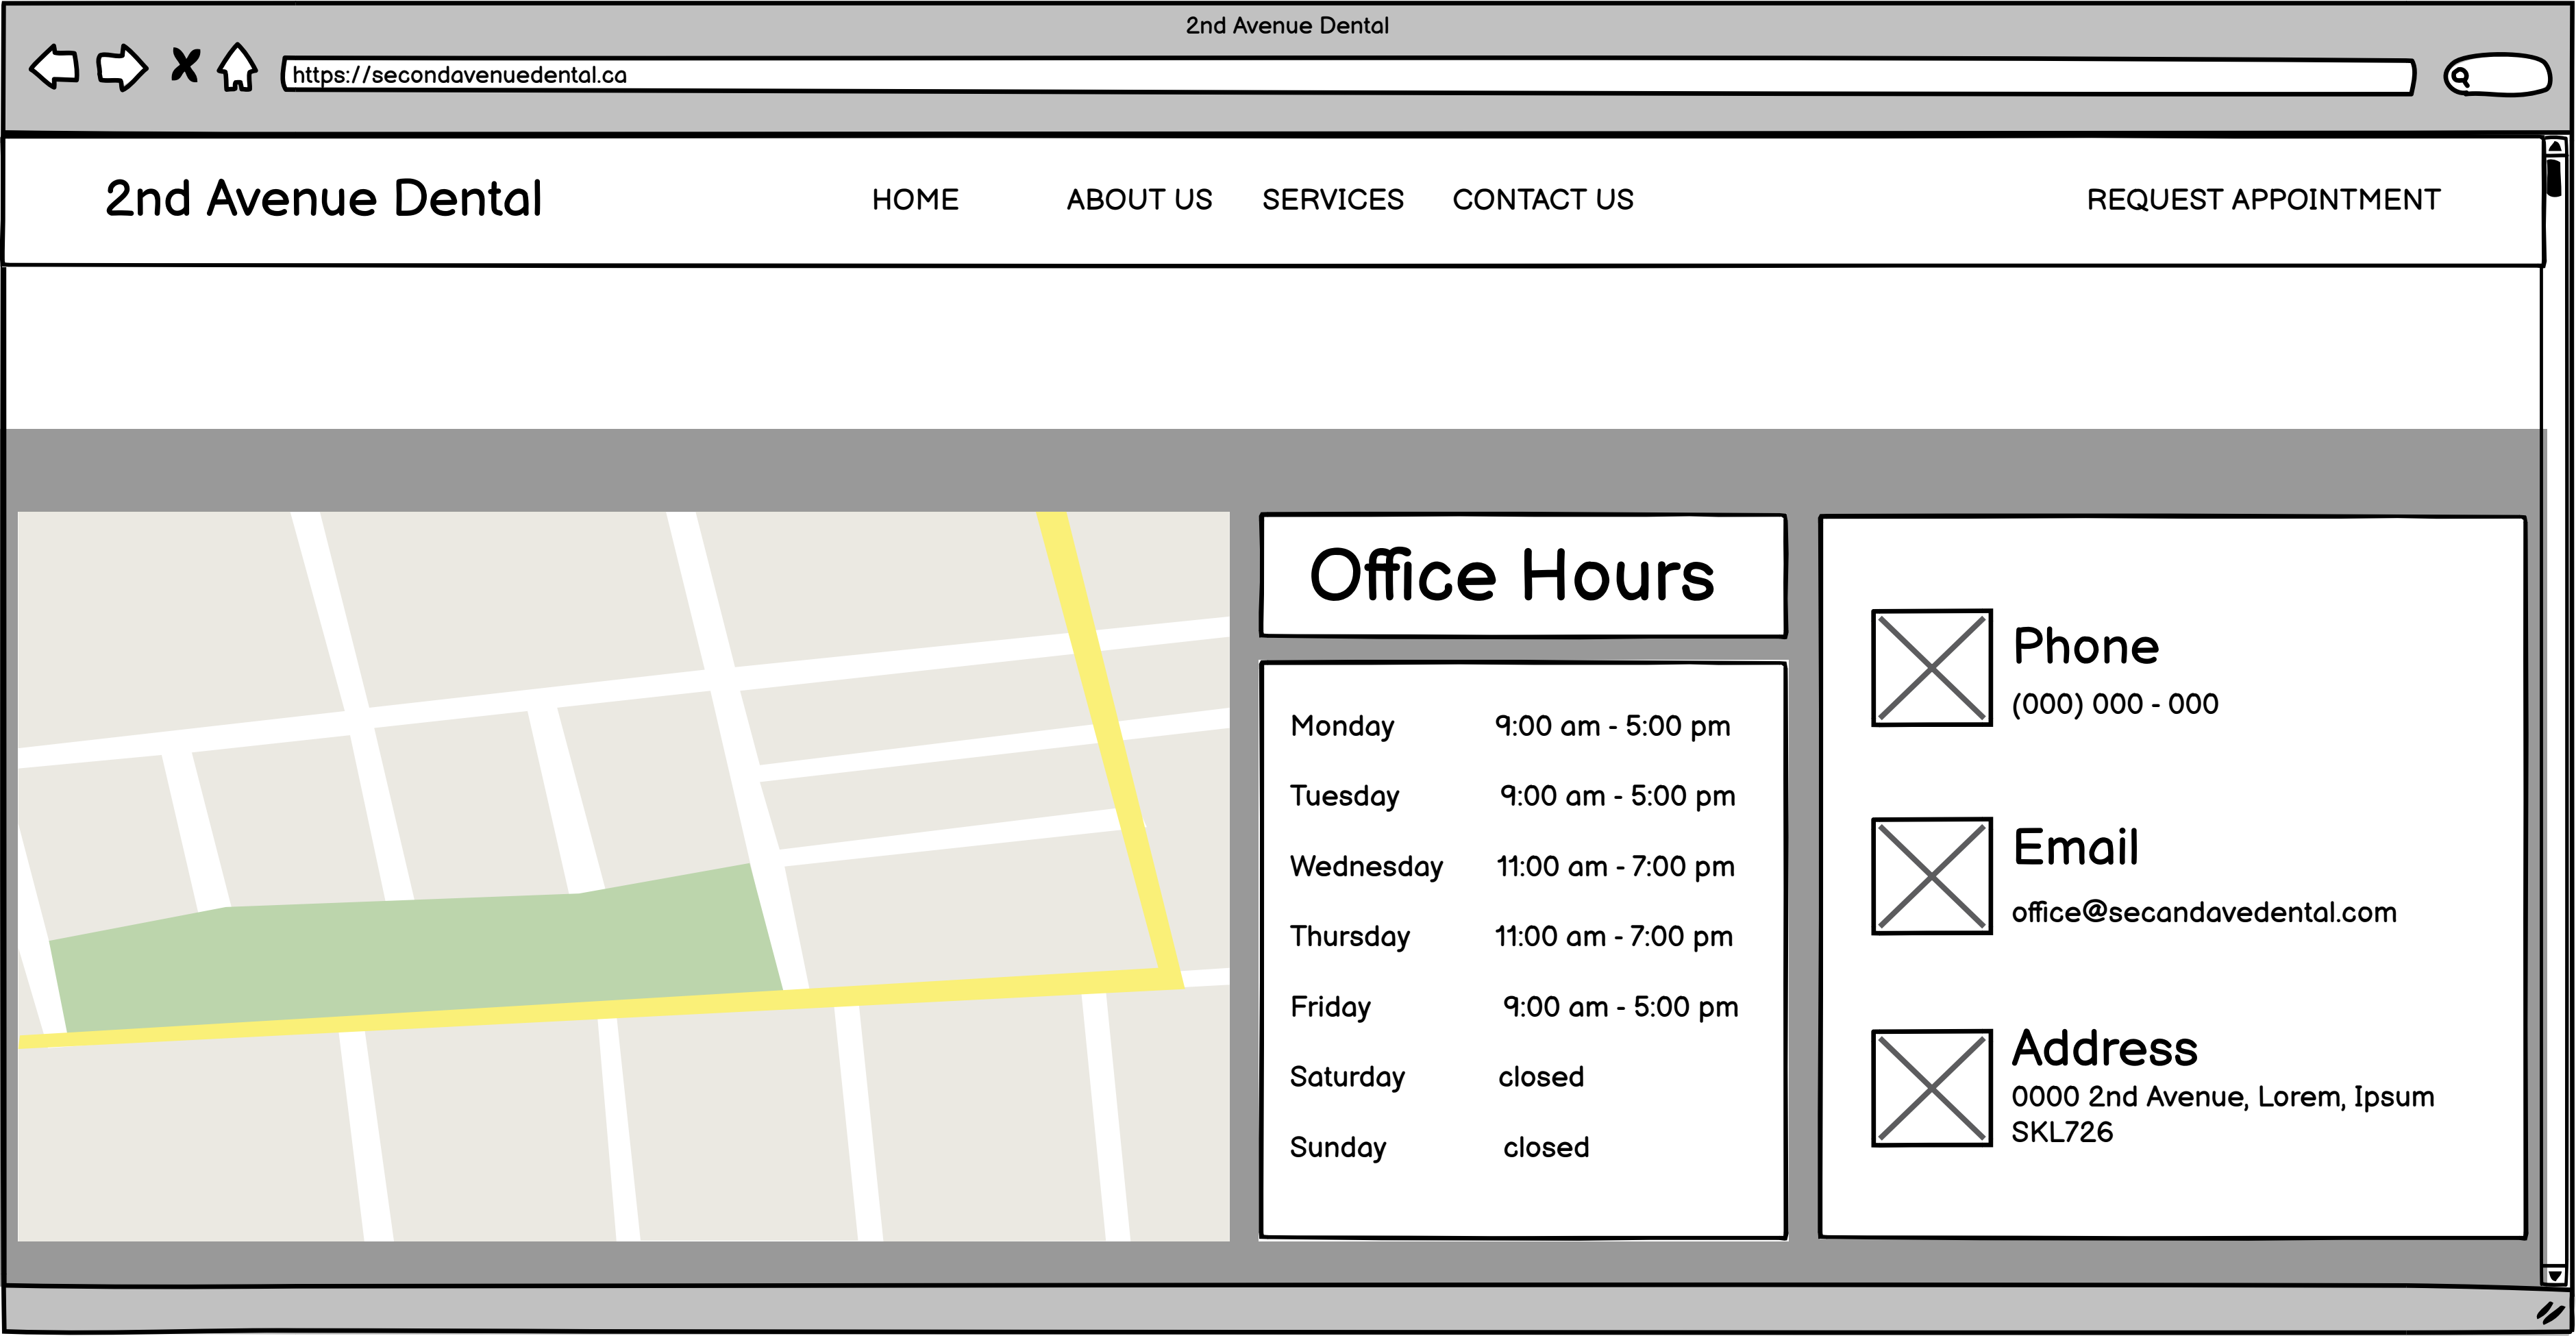 2nd Avenue Dental
https://secondavenuedental.ca
2nd Avenue Dental
HOME ABOUT US SERVICES CONTACT US REQUEST APPOINTMENT
Office Hours
Monday 9:00 am - 5:00 pm
Tuesday 9:00 am - 5:00 pm
Wednesday 11:00 am - 7:00 pm
Thursday 11:00 am - 7:00 pm
Friday 9:00 am - 5:00 pm
Saturday closed
Sunday closed
Phone
(000) 000 - 000
Email
office@secandavedental.com
Address
0000 2nd Avenue, Lorem, Ipsum
SKL726